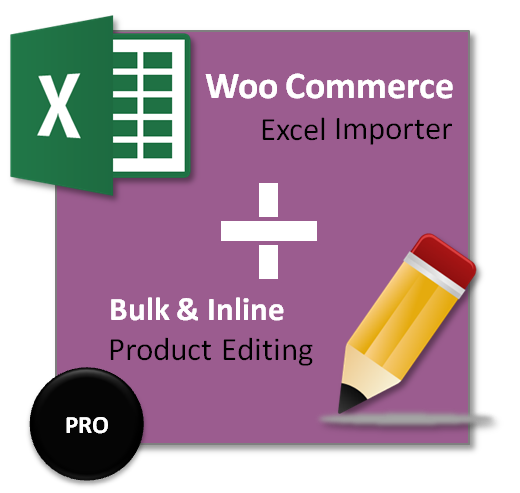 X
Woo Commerce
Excel Importer
Bulk & Inline
Product Editing
PRO